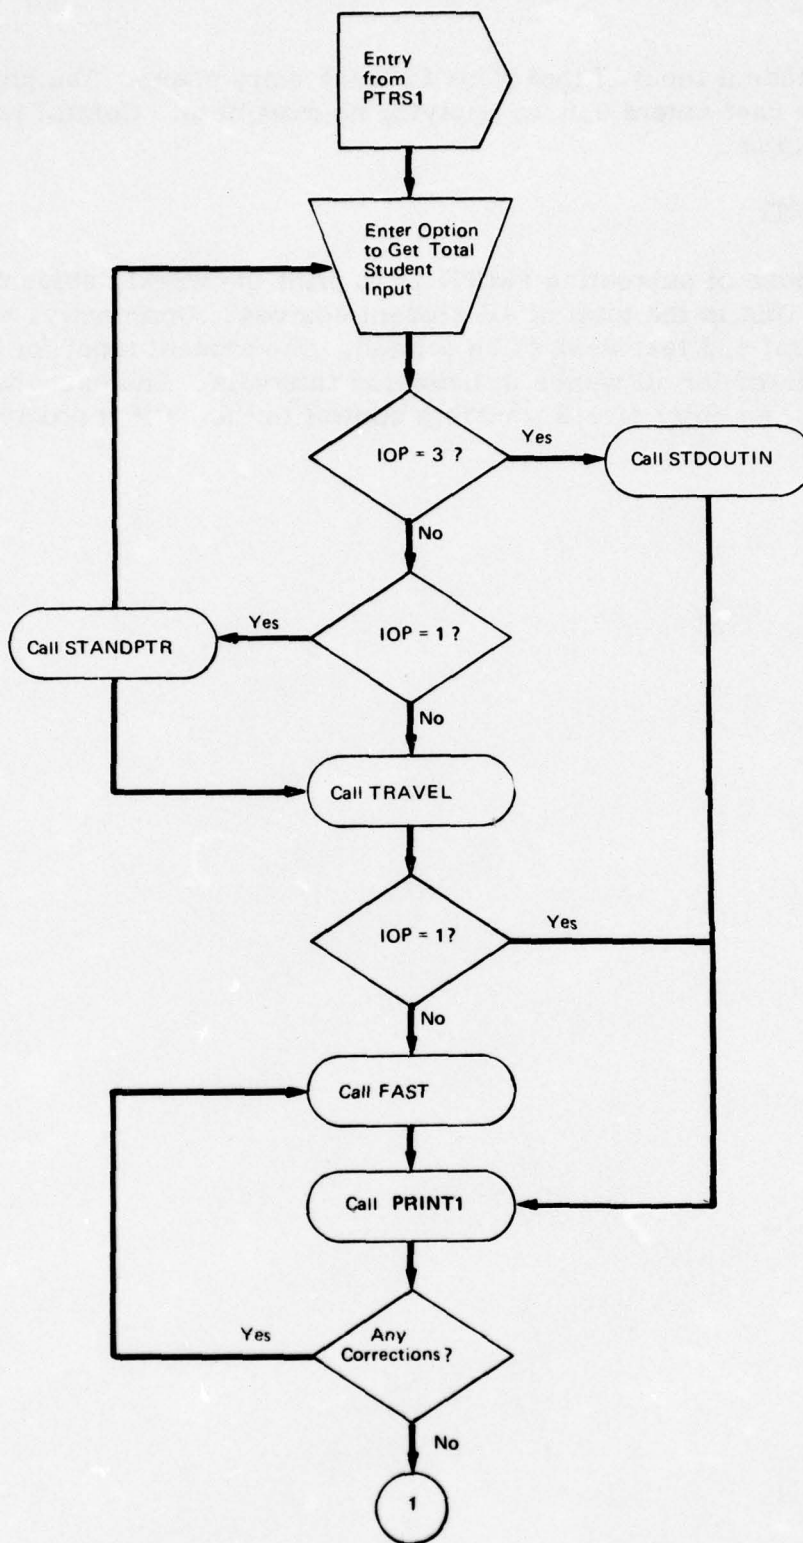 Entry
from
PTRS1
Enter Option
to Get Total
Student
Input
IOP = 3 ?
Yes
Call STDOUTIN
No
IOP = 1 ?
Yes
Call STANDPTR
No
Call TRAVEL
IOP = 1 ?
Yes
No
Call FAST
Call PRINT1
Any
Corrections ?
Yes
No
1